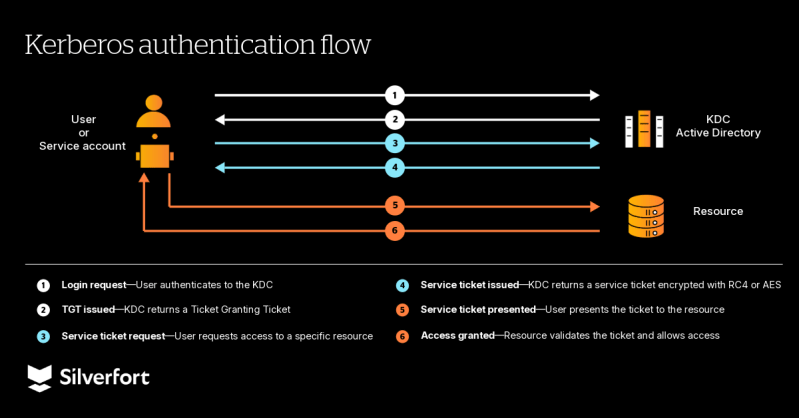 Kerberos authentication flow
User
or
Service account
1
2
3
4
5
6
KDC
Active Directory
Resource
1 Login request—User authenticates to the KDC
2 TGT issued—KDC returns a Ticket Granting Ticket
3 Service ticket request—User requests access to a specific resource
4 Service ticket issued—KDC returns a service ticket encrypted with RC4 or AES
5 Service ticket presented—User presents the ticket to the resource
6 Access granted—Resource validates the ticket and allows access
Silverfort